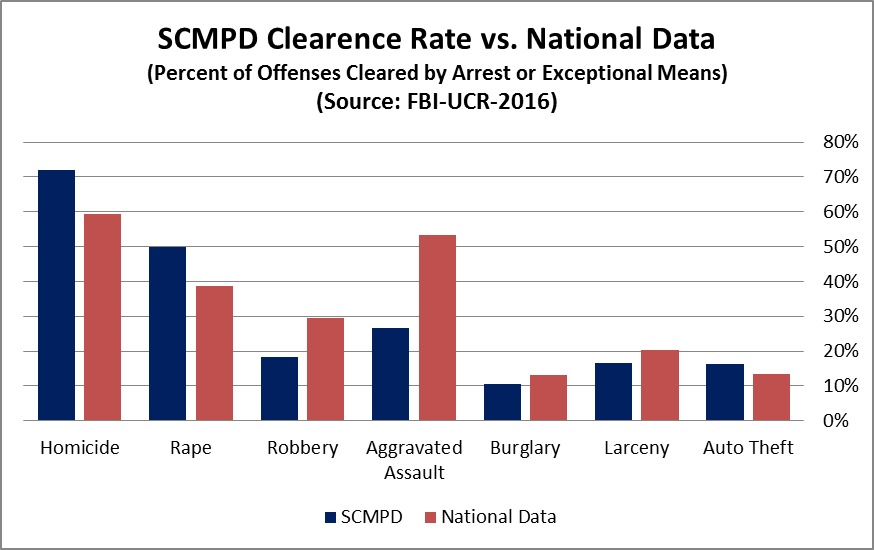 SCMPD Clearence Rate vs. National Data
(Percent of Offenses Cleared by Arrest or Exceptional Means)
(Source: FBI-UCR-2016)
80%
70%
60%
50%
40%
30%
20%
10%
0%
Homicide
Rape
Robbery
Aggravated
Assault
Burglary
Larceny
Auto Theft
SCMPD
National Data